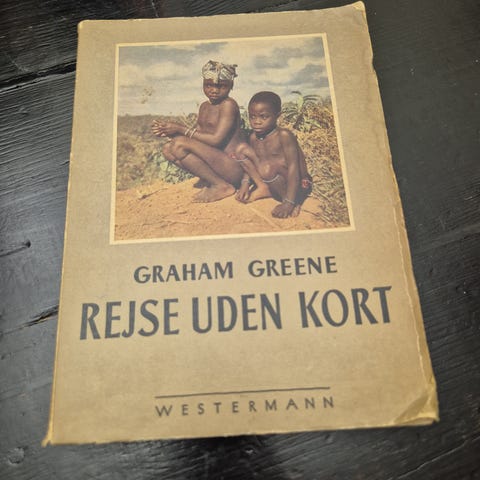 GRAHAM GREENE
REJSE UDEN KORT
WESTERMANN